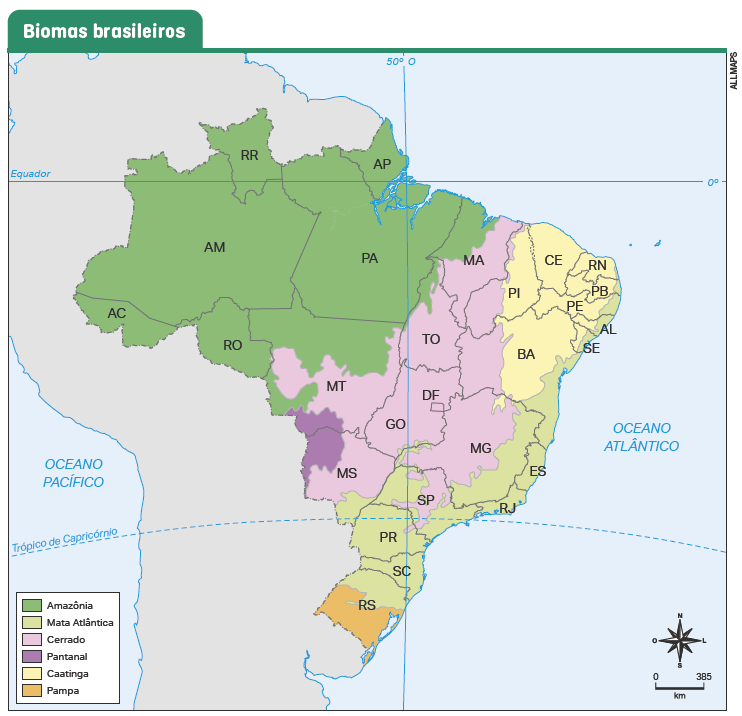 Biomas brasileiros
ALLMAPS
50° O
Equador
0°
RR
AP
AM
PA
MA
CE
RN
PI
PB
PE
AC
AL
RO
TO
SE
BA
MT
DF
GO
OCEANO
ATLÂNTICO
MG
OCEANO
PACÍFICO
ES
MS
SP
RJ
Trópico de Capricórnio
PR
SC
RS
Amazônia
Mata Atlântica
Cerrado
Pantanal
Caatinga
Pampa
N
O
L
S
0 385
km